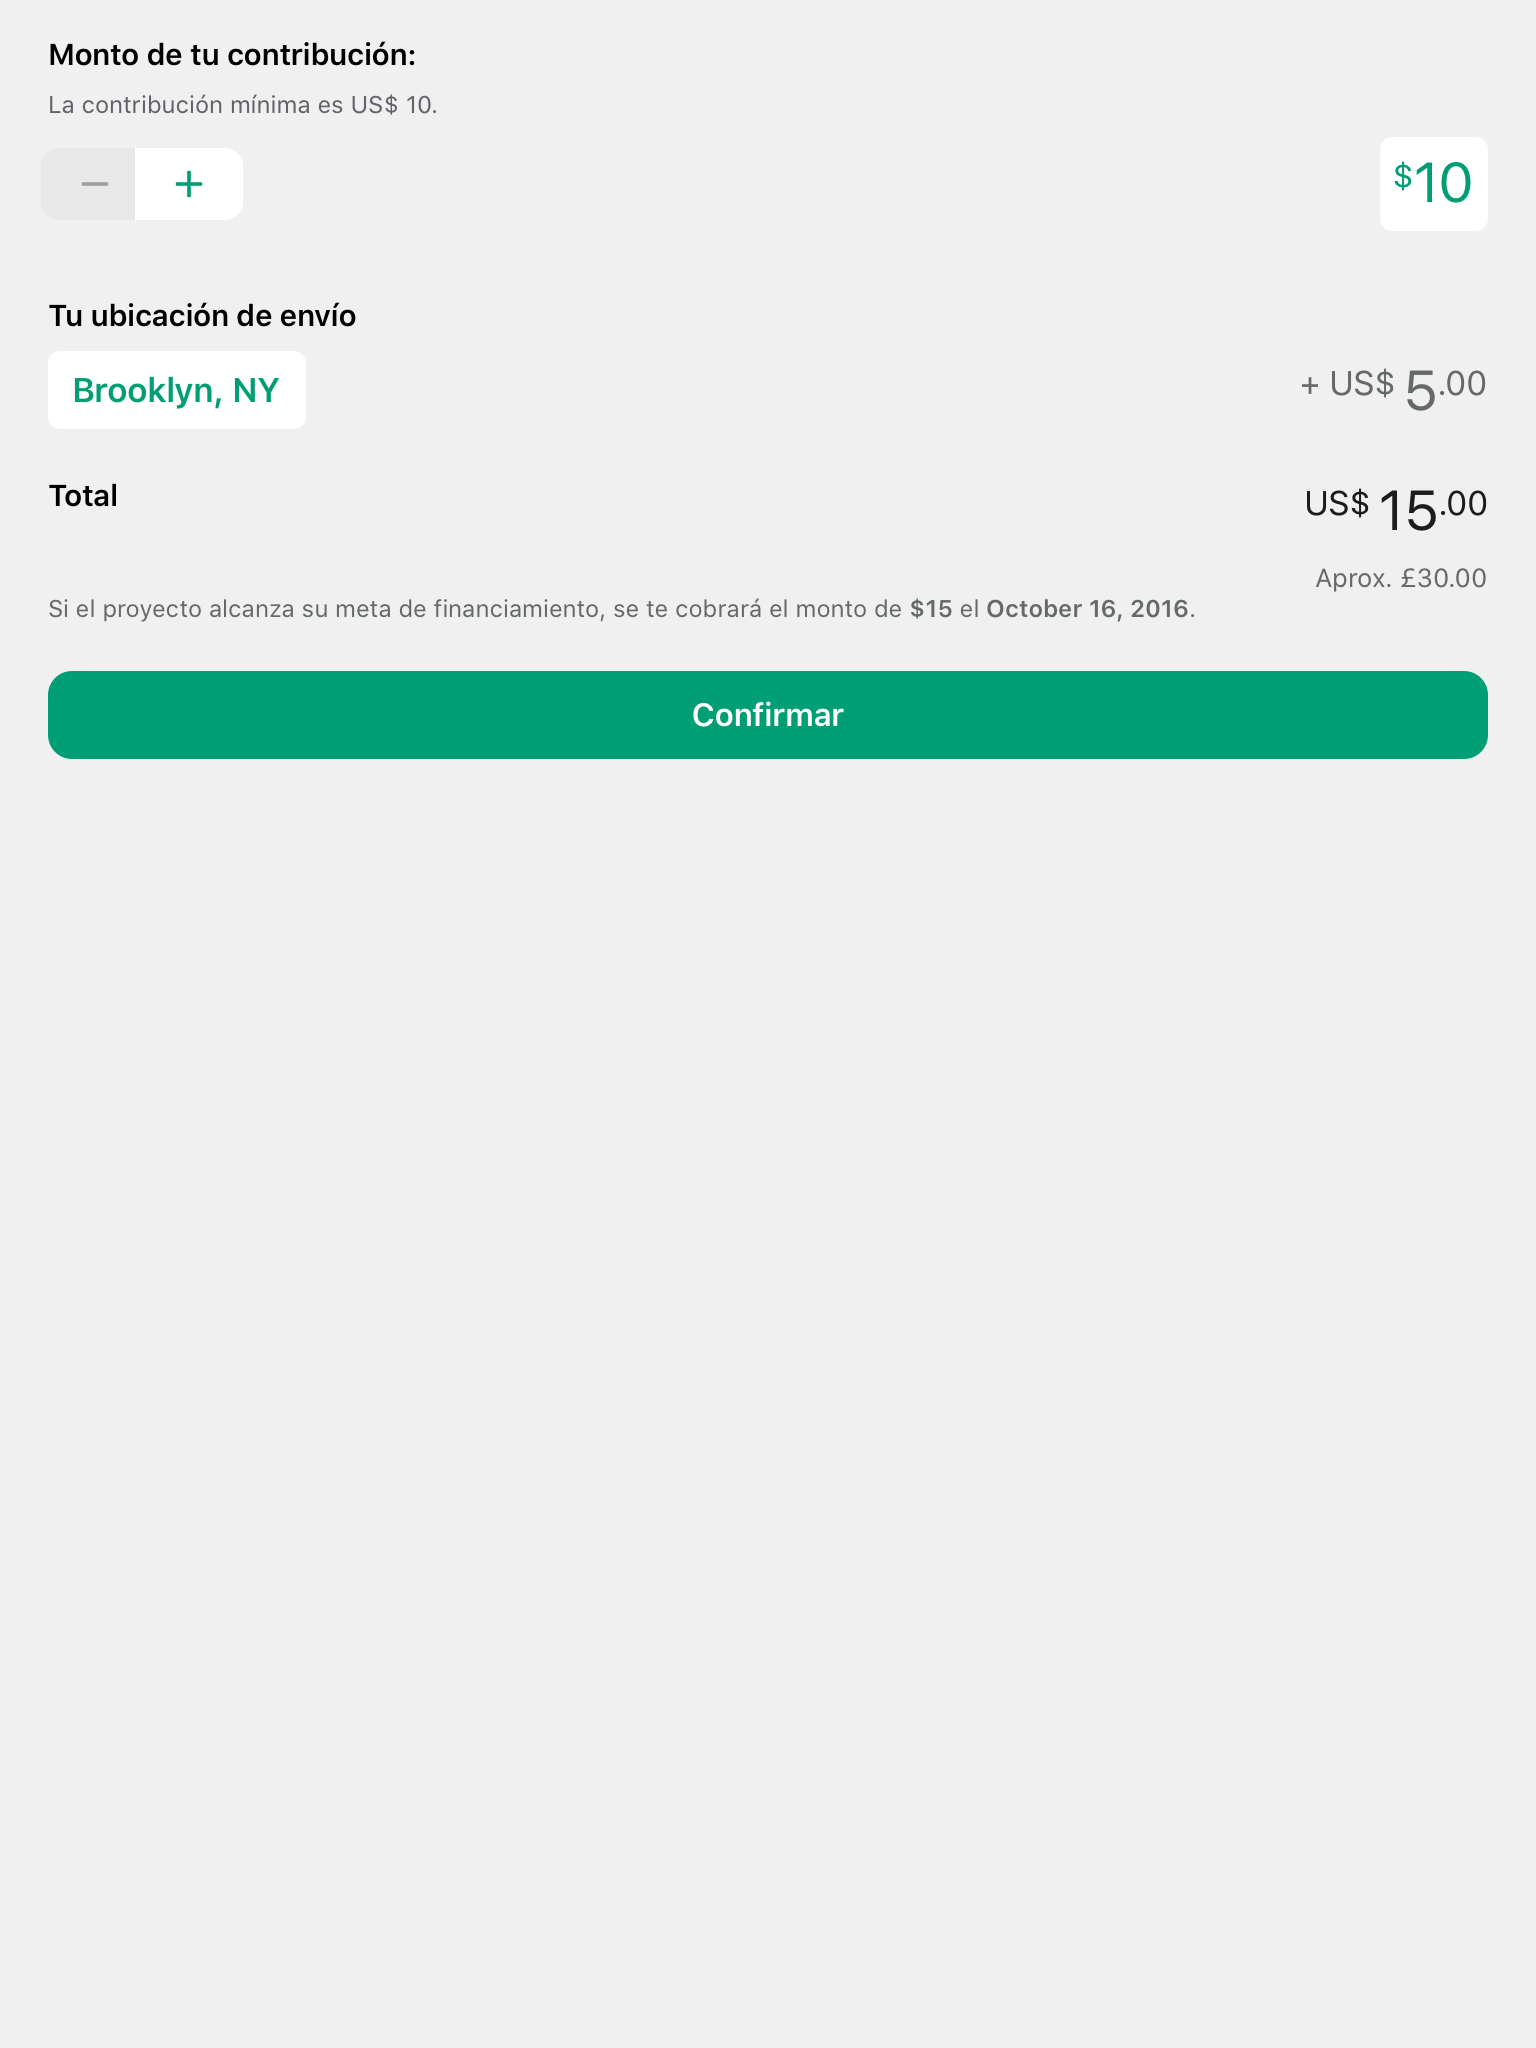 Monto de tu contribución:
La contribución mínima es US$ 10.
− +
$10
Tu ubicación de envío
Brooklyn, NY
+ US$ 5.00
Total
US$ 15.00
Aprox. £30.00
Si el proyecto alcanza su meta de financiamiento, se te cobrará el monto de $15 el October 16, 2016.
Confirmar